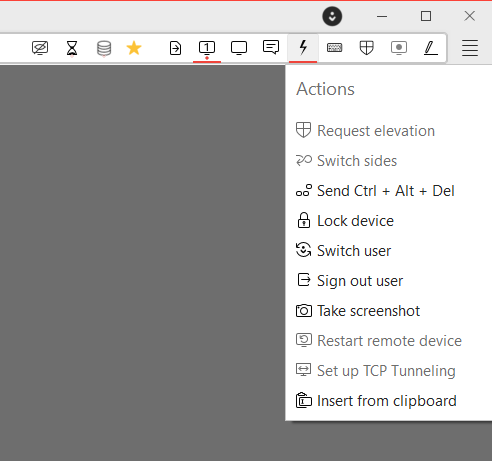 1
Actions
Request elevation
Switch sides
Send Ctrl + Alt + Del
Lock device
Switch user
Sign out user
Take screenshot
Restart remote device
Set up TCP Tunneling
Insert from clipboard